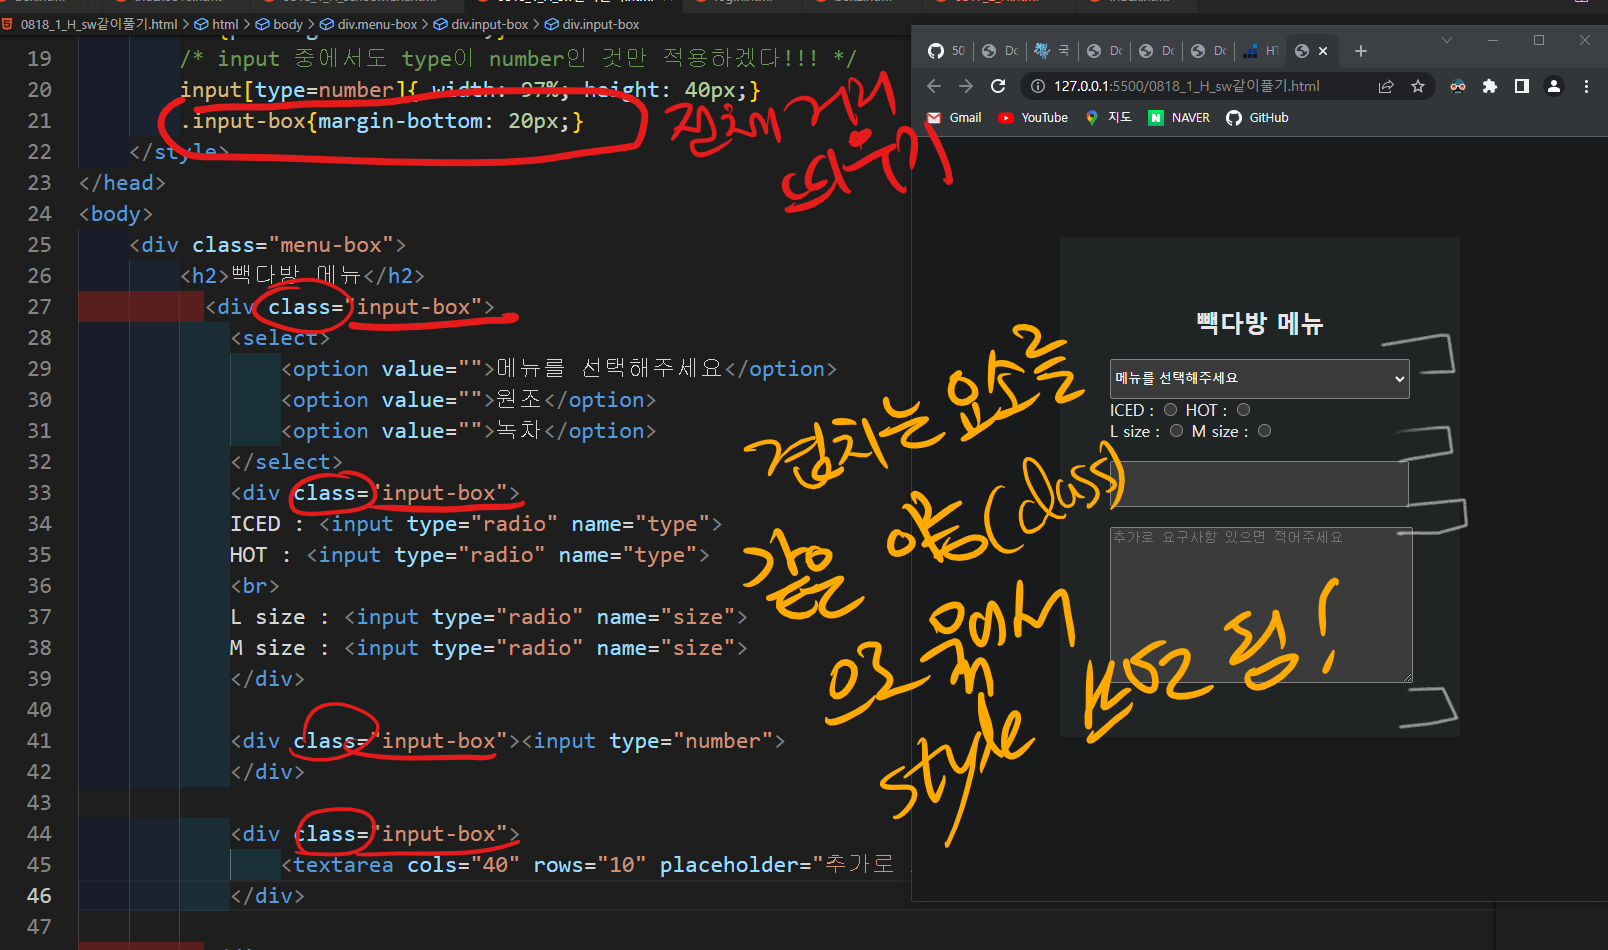 0818_1_H_sw같이풀기.html > html > body > div.menu-box > div.input-box > div.input-box
19 /* input 중에서도 type이 number인 것만 적용하겠다!!! */
20 input[type=number]{ width: 97%; height: 40px;}
21 .input-box{margin-bottom: 20px;}
22 </style>
23 </head>
24 <body>
25 <div class="menu-box">
26 <h2>빽다방 메뉴</h2>
27 <div class="input-box">
28 <select>
29 <option value="">메뉴를 선택해주세요</option>
30 <option value="">원조</option>
31 <option value="">녹차</option>
32 </select>
33 <div class="input-box">
34 ICED : <input type="radio" name="type">
35 HOT : <input type="radio" name="type">
36 <br>
37 L size : <input type="radio" name="size">
38 M size : <input type="radio" name="size">
39 </div>
40
41 <div class="input-box"><input type="number">
42 </div>
43
44 <div class="input-box">
45 <textarea cols="40" rows="10" placeholder="추가로
46 </div>
47
전체 거리
띄우기
50
127.0.0.1:5500/0818_1_H_sw같이풀기.html
Gmail YouTube 지도 NAVER GitHub
빽다방 메뉴
메뉴를 선택해주세요
ICED : HOT :
L size : M size :
추가로 요구사항 있으면 적어주세요
겹치는 요소를
같은 이름(class)
으로 묶어서
style 쓰면 됨!